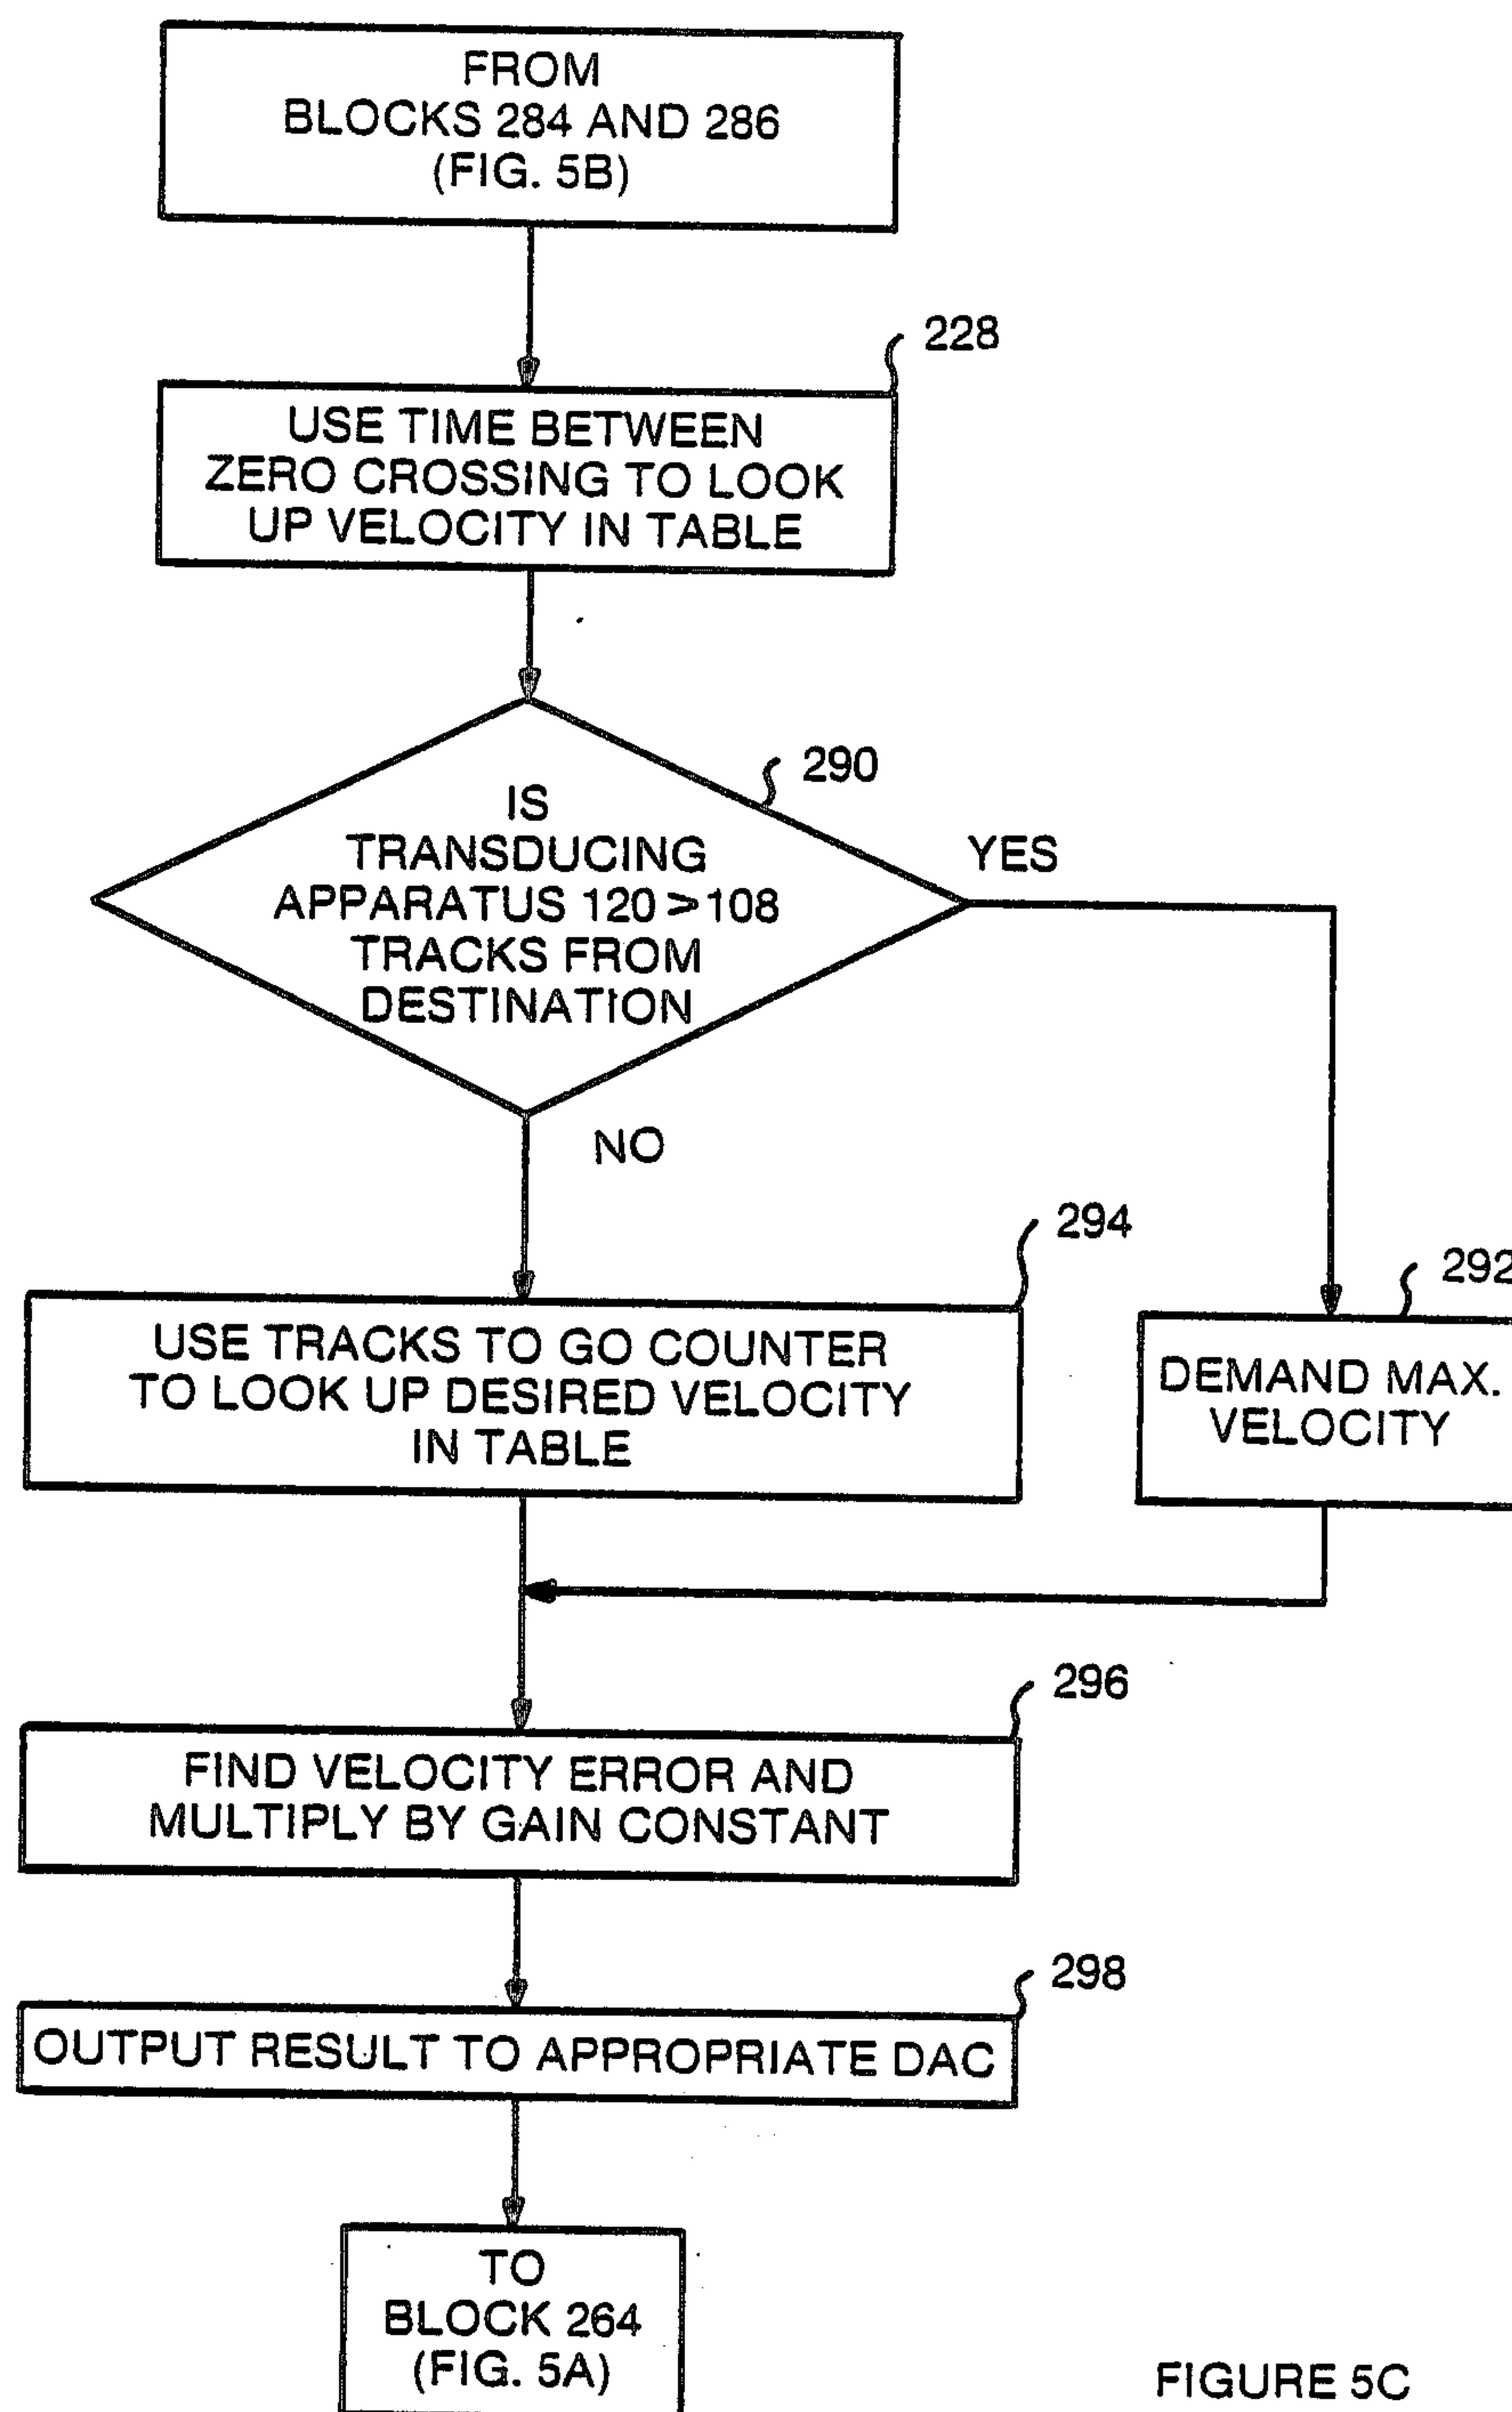 FROM
BLOCKS 284 AND 286
(FIG. 5B)
228
USE TIME BETWEEN
ZERO CROSSING TO LOOK
UP VELOCITY IN TABLE
290
IS
TRANSDUCING
APPARATUS 120 > 108
TRACKS FROM
DESTINATION
YES
NO
294
USE TRACKS TO GO COUNTER
TO LOOK UP DESIRED VELOCITY
IN TABLE
292
DEMAND MAX.
VELOCITY
296
FIND VELOCITY ERROR AND
MULTIPLY BY GAIN CONSTANT
298
OUTPUT RESULT TO APPROPRIATE DAC
TO
BLOCK 264
(FIG. 5A)
FIGURE 5C